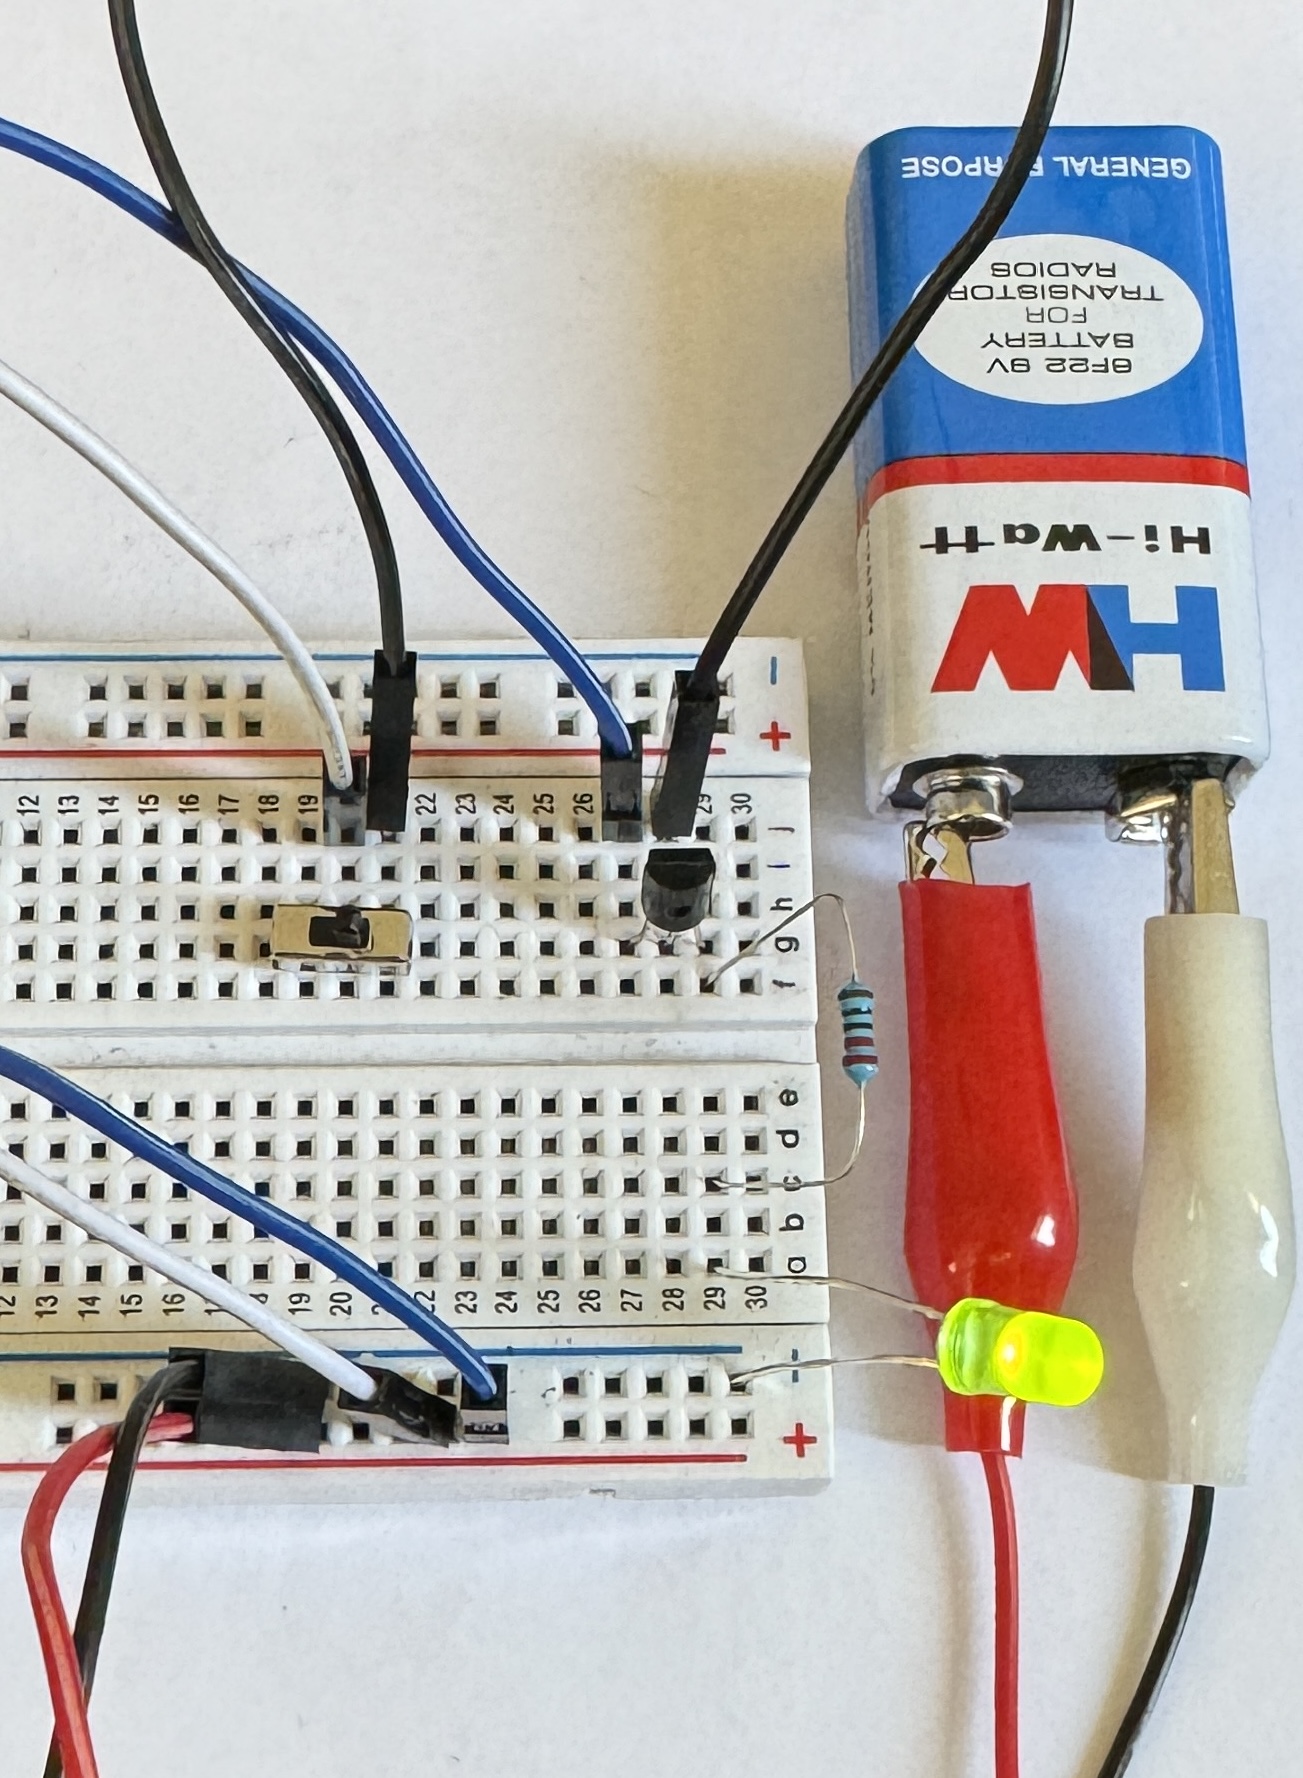 GENERAL PURPOSE
6F22 9V
BATTERY
FOR
TRANSISTOR
RADIOS
Hi-Watt
HW
-
+
12 13 14 15 16 17 18 19 22 23 24 25 26 29 30
j
i
h
g
f
e
d
c
b
a
12 13 14 15 16 19 20 22 23 24 25 26 27 28 29 30
-
+